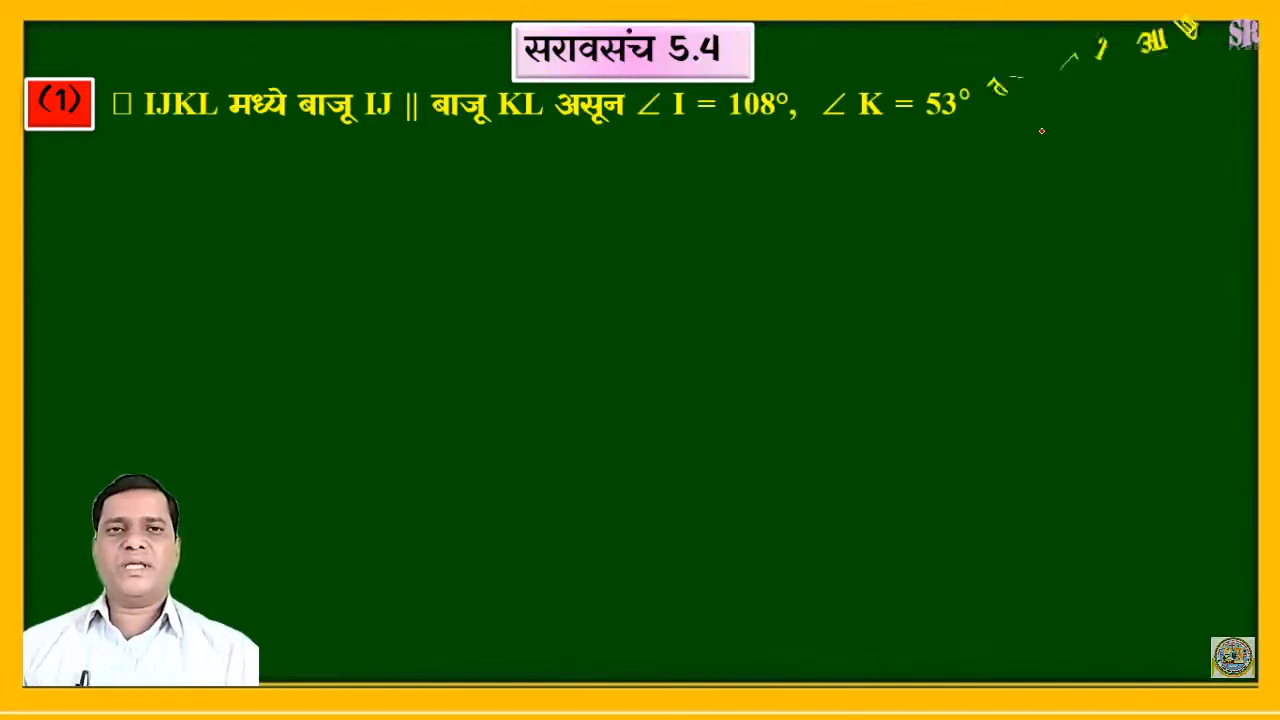 सरावसंच 5.4
(1) □ IJKL मध्ये बाजू IJ || बाजू KL असून ∠ I = 108°, ∠ K = 53°